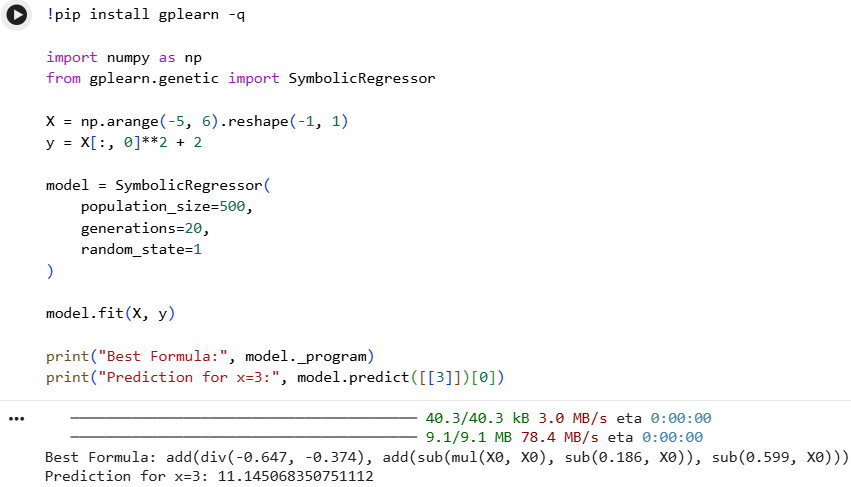 !pip install gplearn -q
import numpy as np
from gplearn.genetic import SymbolicRegressor
X = np.arange(-5, 6).reshape(-1, 1)
y = X[:, 0]**2 + 2
model = SymbolicRegressor(
    population_size=500,
    generations=20,
    random_state=1
)
model.fit(X, y)
print("Best Formula:", model._program)
print("Prediction for x=3:", model.predict([[3]])[0])
40.3/40.3 kB 3.0 MB/s eta 0:00:00
9.1/9.1 MB 78.4 MB/s eta 0:00:00
Best Formula: add(div(-0.647, -0.374), add(sub(mul(X0, X0), sub(0.186, X0)), sub(0.599, X0)))
Prediction for x=3: 11.145068350751112